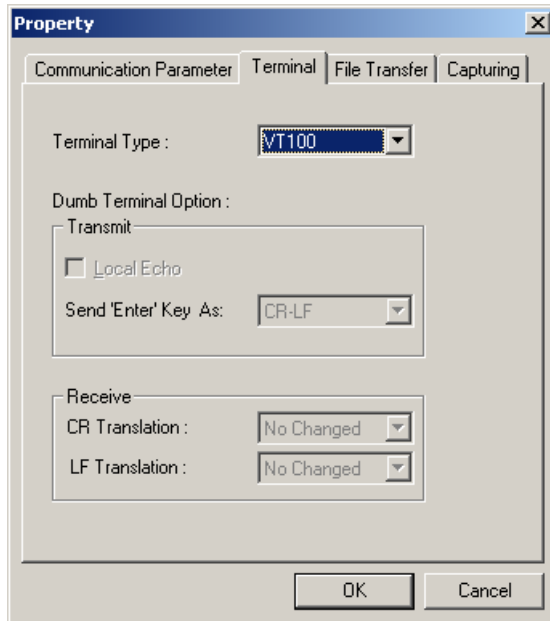 Property
Communication Parameter Terminal File Transfer Capturing
Terminal Type : VT100
Dumb Terminal Option :
Transmit
Local Echo
Send 'Enter' Key As: CR-LF
Receive
CR Translation : No Changed
LF Translation : No Changed
OK Cancel